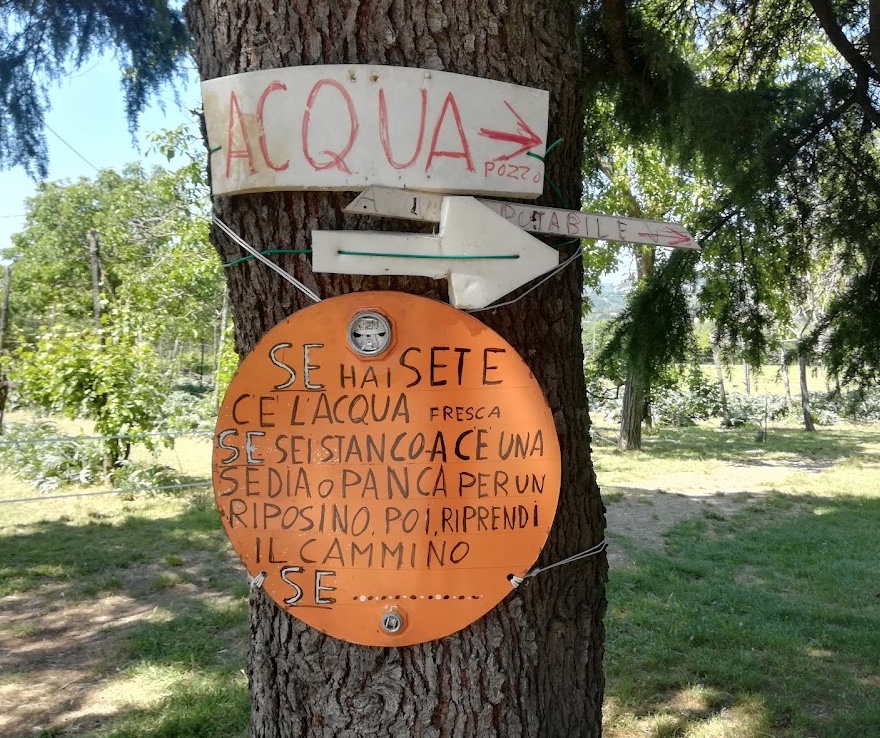 ACQUA
POZZO
POTABILE
SE HAI SETE
C'È L'ACQUA FRESCA
SE SEI STANCO-A C'È UNA
SEDIA o PANCA PER UN
RIPOSINO, POI, RIPRENDI
IL CAMMINO
SE ..............